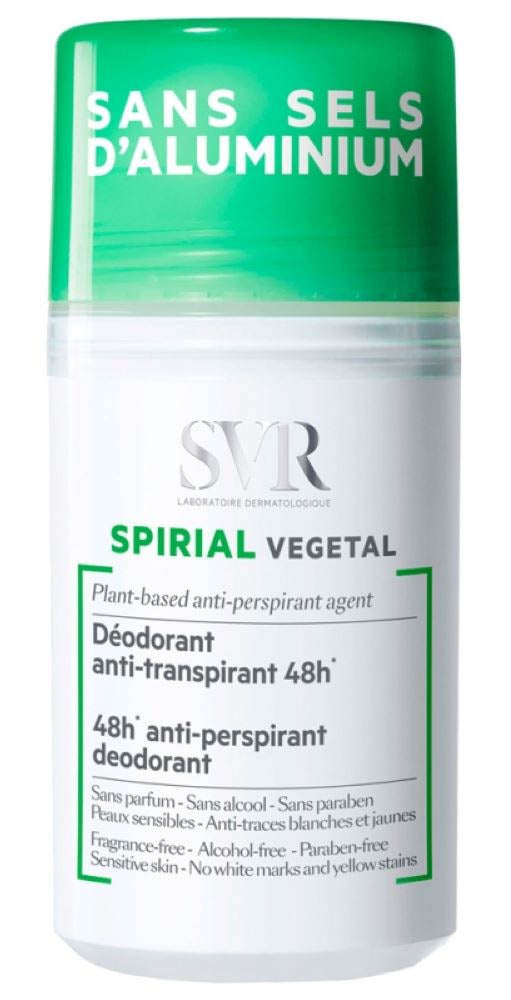 SANS SELS
D'ALUMINIUM
SVR
LABORATOIRE DERMATOLOGIQUE
SPIRIAL VEGETAL
Plant-based anti-perspirant agent
Déodorant
anti-transpirant 48h*
48h* anti-perspirant
deodorant
Sans parfum - Sans alcool - Sans paraben
Peaux sensibles - Anti-traces blanches et jaunes
Fragrance-free - Alcohol-free - Paraben-free
Sensitive skin - No white marks and yellow stains